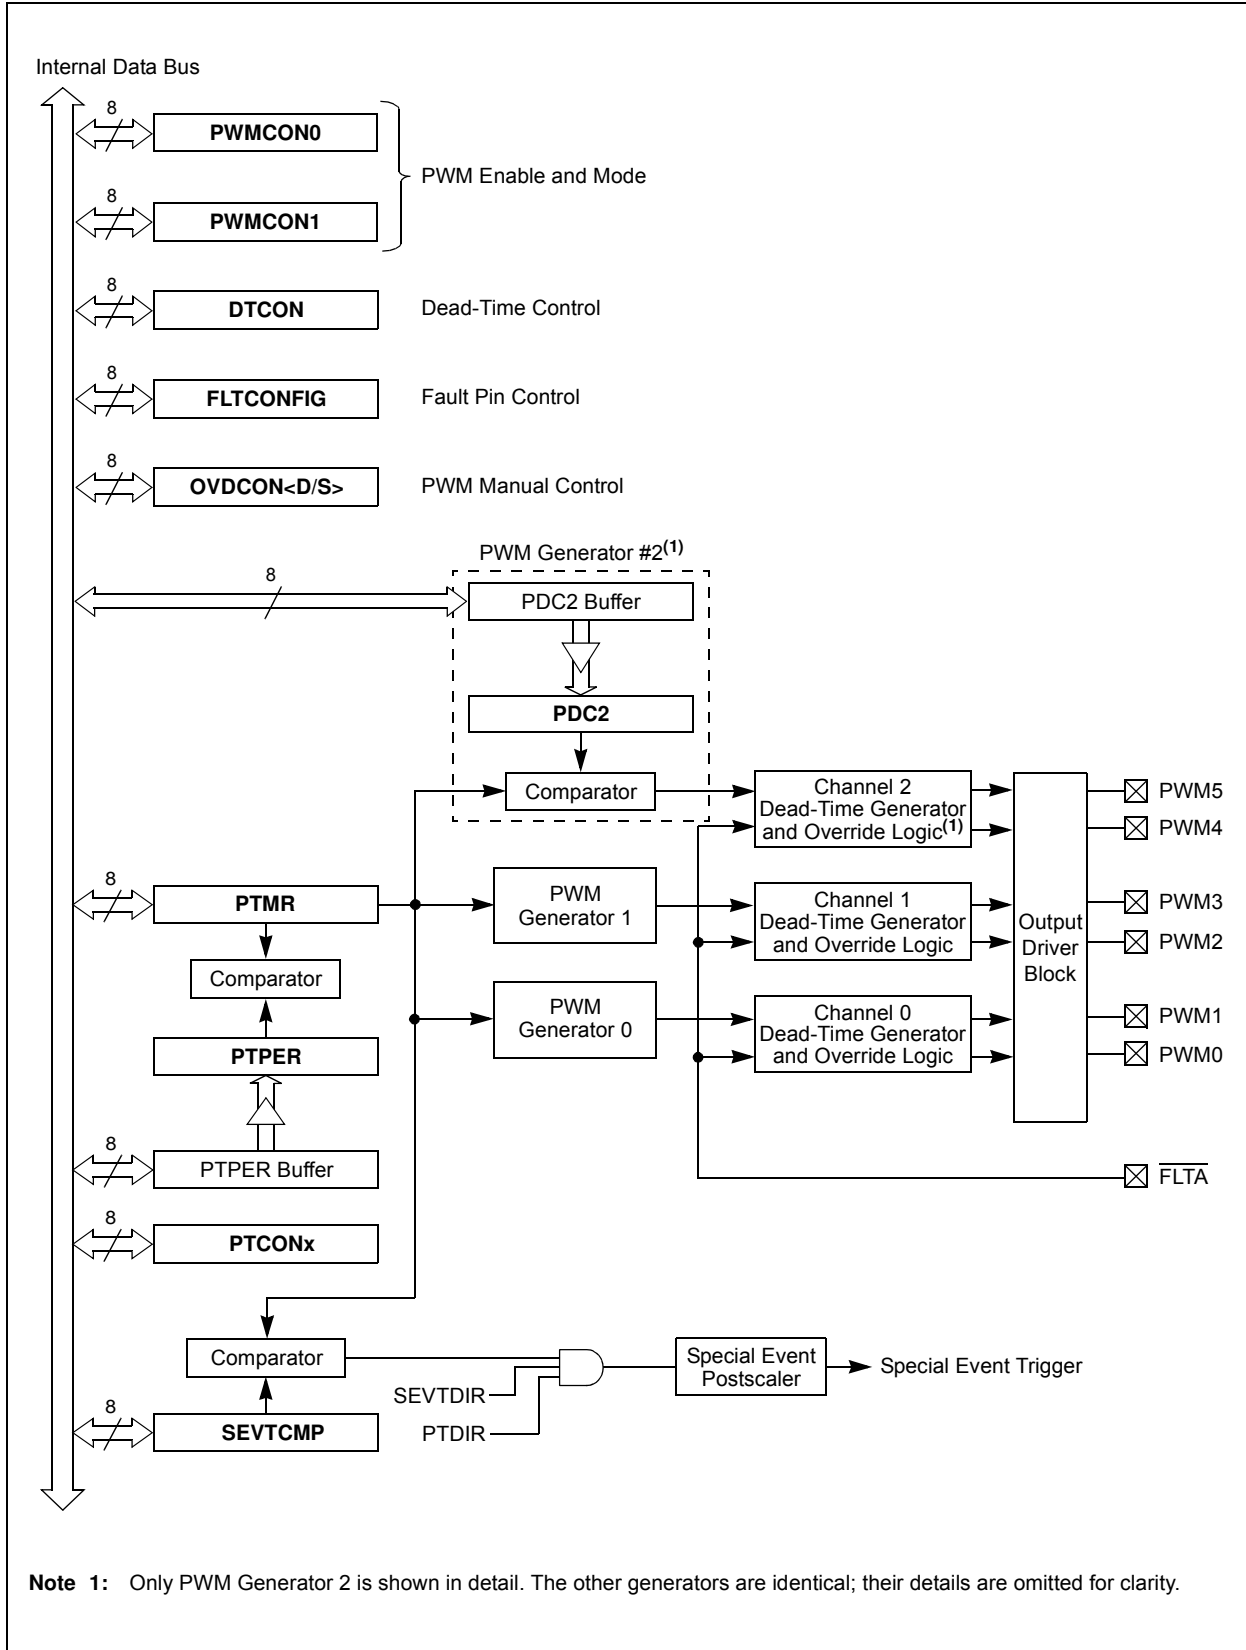 Internal Data Bus
8
PWMCON0
PWM Enable and Mode
8
PWMCON1
8
DTCON
Dead-Time Control
8
FLTCONFIG
Fault Pin Control
8
OVDCON<D/S>
PWM Manual Control
PWM Generator #2(1)
8
PDC2 Buffer
PDC2
Comparator
Channel 2
Dead-Time Generator
and Override Logic(1)
PWM5
PWM4
8
PTMR
PWM
Generator 1
Channel 1
Dead-Time Generator
and Override Logic
Output
Driver
Block
PWM3
PWM2
Comparator
PWM
Generator 0
Channel 0
Dead-Time Generator
and Override Logic
PWM1
PWM0
PTPER
8
PTPER Buffer
FLTA
8
PTCONx
Comparator
Special Event
Postscaler
Special Event Trigger
SEVTDIR
8
SEVTCMP
PTDIR
Note 1: Only PWM Generator 2 is shown in detail. The other generators are identical; their details are omitted for clarity.